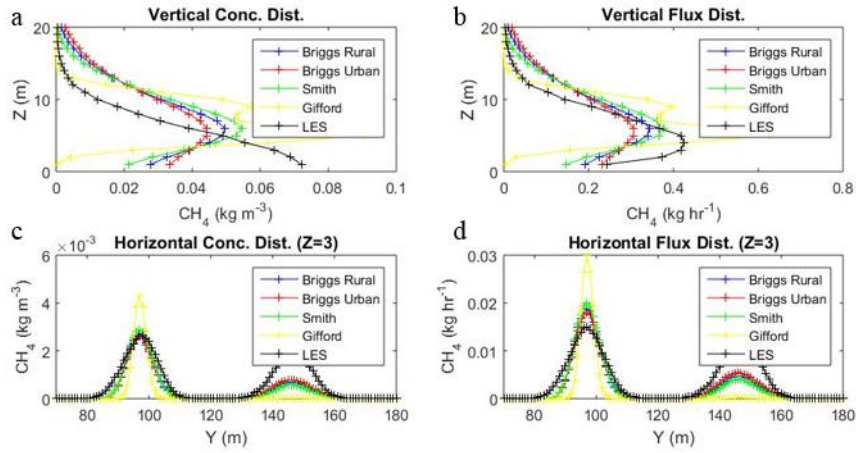 a
Vertical Conc. Dist.
20
10
0
Z (m)
0
0.02
0.04
0.06
0.08
0.1
CH4 (kg m-3)
Briggs Rural
Briggs Urban
Smith
Gifford
LES
b
Vertical Flux Dist.
20
10
0
Z (m)
0
0.2
0.4
0.6
0.8
CH4 (kg hr-1)
Briggs Rural
Briggs Urban
Smith
Gifford
LES
c
× 10-3
Horizontal Conc. Dist. (Z=3)
6
4
2
0
CH4 (kg m-3)
80
100
120
140
160
180
Y (m)
Briggs Rural
Briggs Urban
Smith
Gifford
LES
d
Horizontal Flux Dist. (Z=3)
0.03
0.02
0.01
0
CH4 (kg hr-1)
80
100
120
140
160
180
Y (m)
Briggs Rural
Briggs Urban
Smith
Gifford
LES